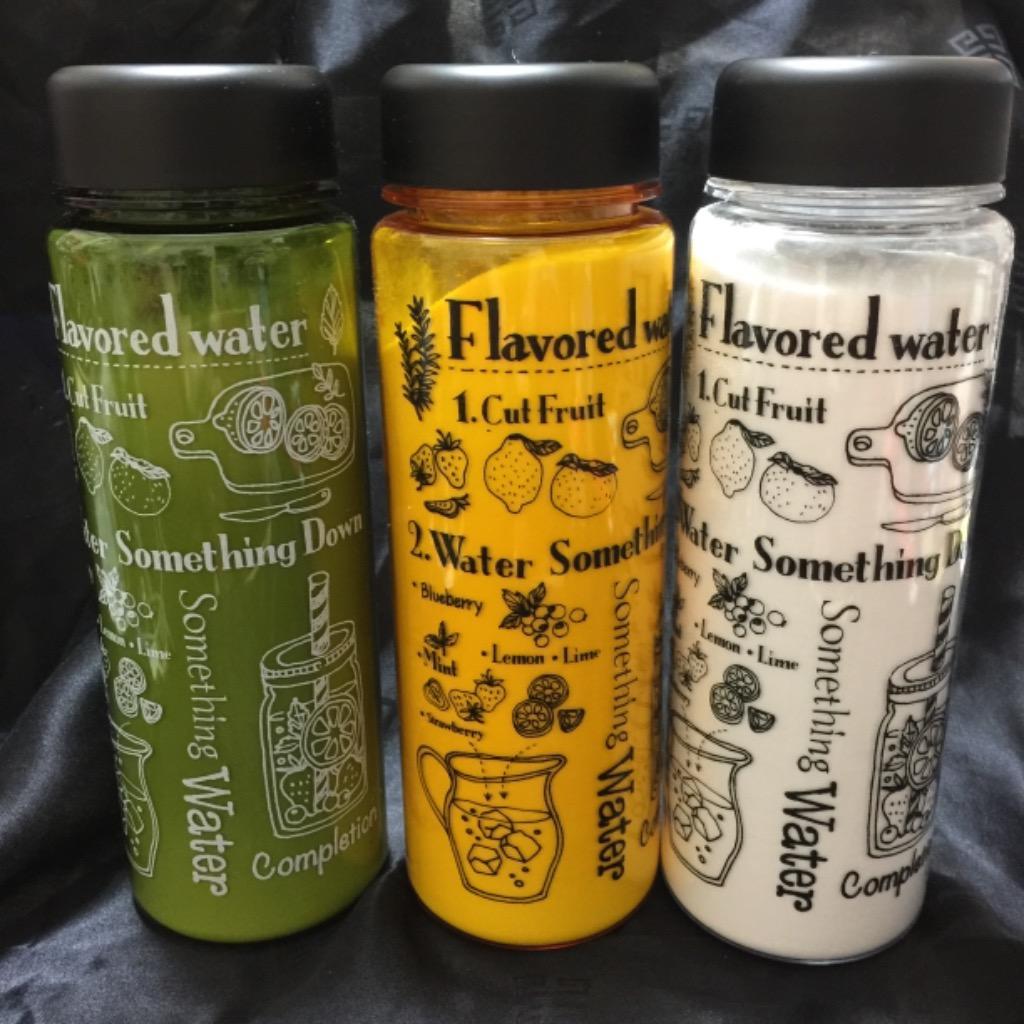 Flavored water
Cut Fruit
Something Down
Lemon • Lime
Something Water
Completion
Flavored
1. Cut Fruit
2. Water Something
• Blueberry
• Mint
• Lemon • Lime
• Strawberry
Something Water
Flavored water
1. Cut Fruit
Water Something
• Lemon • Lime
Something Water